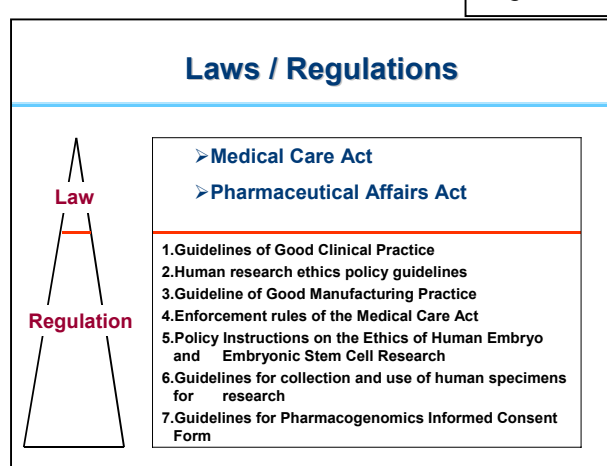 Laws / Regulations
Law
➢Medical Care Act
➢Pharmaceutical Affairs Act
Regulation
1.Guidelines of Good Clinical Practice
2.Human research ethics policy guidelines
3.Guideline of Good Manufacturing Practice
4.Enforcement rules of the Medical Care Act
5.Policy Instructions on the Ethics of Human Embryo
and Embryonic Stem Cell Research
6.Guidelines for collection and use of human specimens
for research
7.Guidelines for Pharmacogenomics Informed Consent
Form